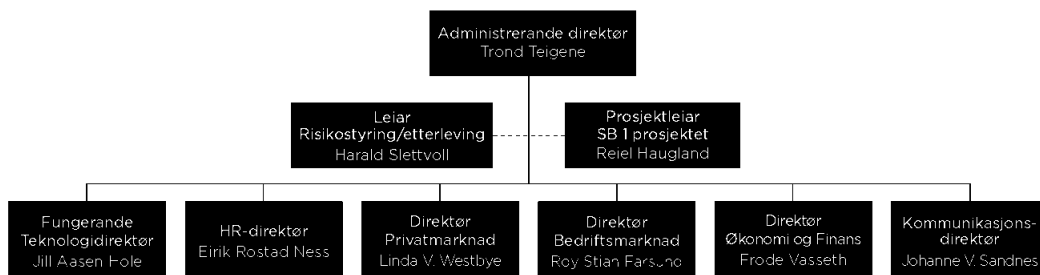 Administrerande direktør
Trond Teigene
Leiar
Risikostyring/etterleving
Harald Slettvoll
Prosjektleiar
SB 1 prosjektet
Reiel Haugland
Fungerande
Teknologidirektør
Jill Aasen Hole
HR-direktør
Eirik Rostad Ness
Direktør
Privatmarknad
Linda V. Westbye
Direktør
Bedriftsmarknad
Roy Stian Farsund
Direktør
Økonomi og Finans
Frode Vasseth
Kommunikasjons-
direktør
Johanne V. Sandnes